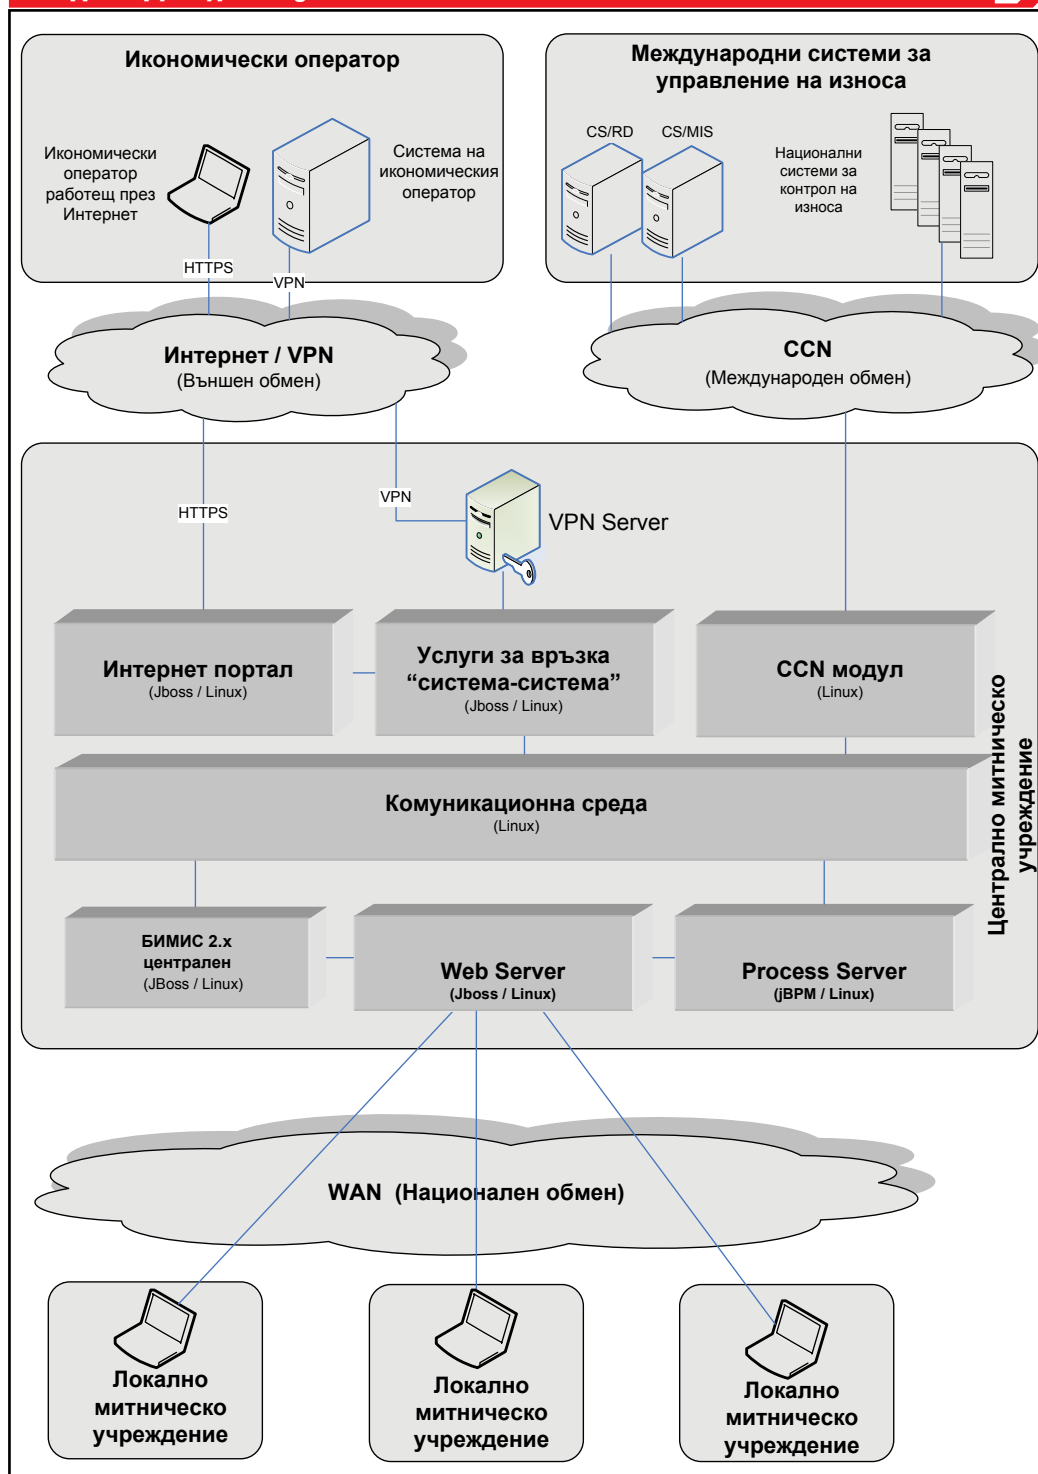 Икономически оператор
Икономически
оператор
работещ през
Интернет
Система на
икономическия
оператор
HTTPS
VPN
Международни системи за
управление на износа
CS/RD
CS/MIS
Национални
системи за
контрол на
износа
Интернет / VPN
(Външен обмен)
CCN
(Международен обмен)
HTTPS
VPN
VPN Server
Интернет портал
(Jboss / Linux)
Услуги за връзка
“система-система”
(Jboss / Linux)
CCN модул
(Linux)
Централно митническо
учреждение
Комуникационна среда
(Linux)
БИМИС 2.x
централен
(JBoss / Linux)
Web Server
(Jboss / Linux)
Process Server
(jBPM / Linux)
WAN (Национален обмен)
Локално
митническо
учреждение
Локално
митническо
учреждение
Локално
митническо
учреждение